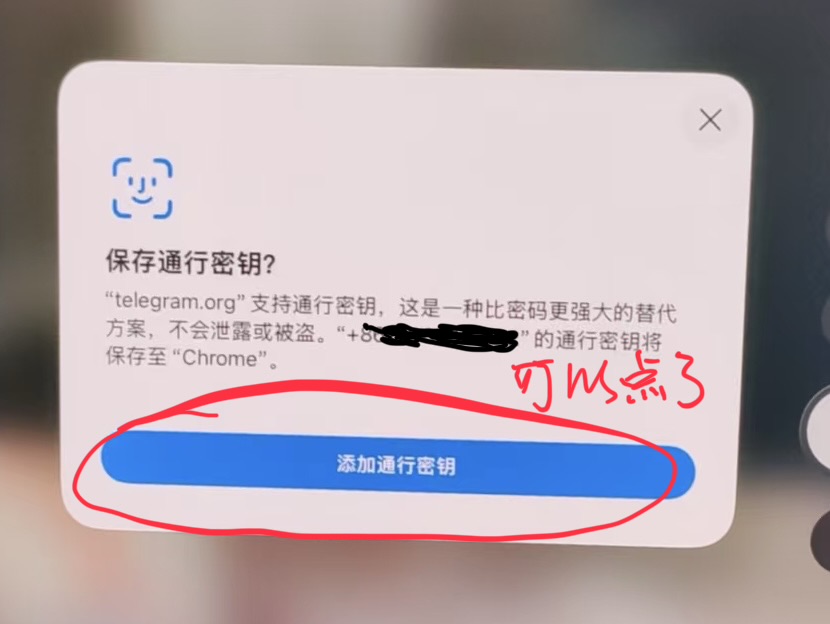 保存通行密钥?
“telegram.org” 支持通行密钥，这是一种比密码更强大的替代
方案，不会泄露或被盗。“+86 ” 的通行密钥将
保存至 “Chrome”。
可以点了
添加通行密钥